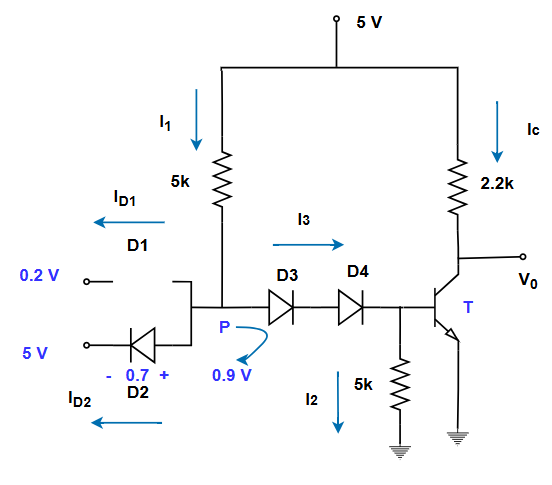 5 V
I1
Ic
5k
2.2k
ID1
I3
D1
D3
D4
0.2 V
V0
P
T
5 V
- 0.7 +
0.9 V
5k
D2
I2
ID2